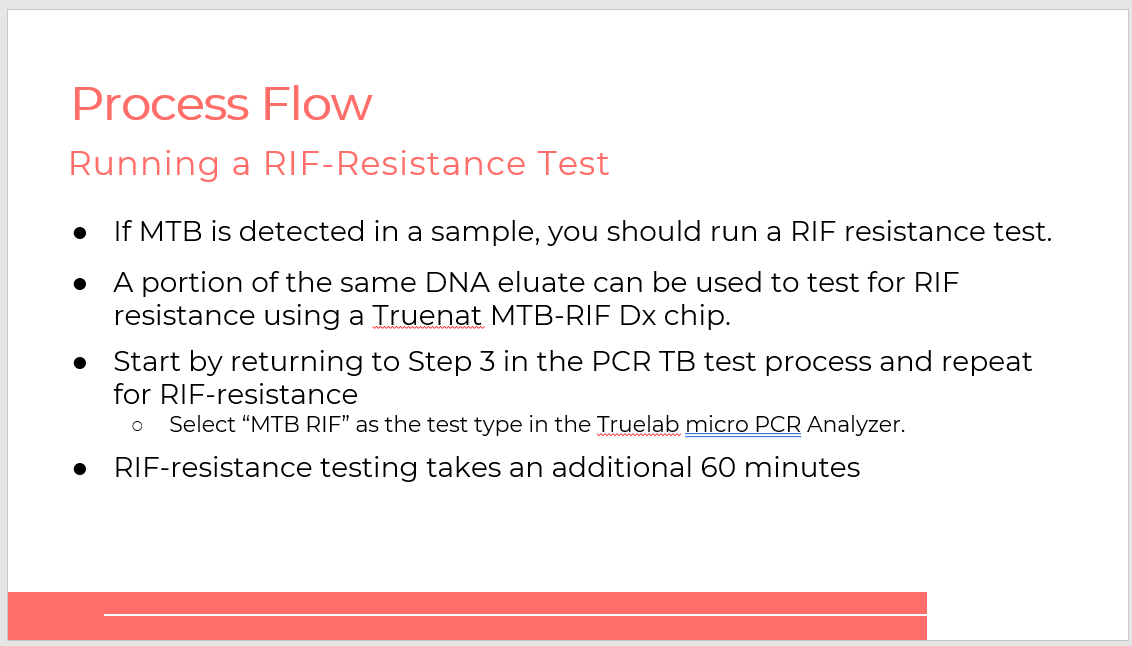 Process Flow
Running a RIF-Resistance Test
● If MTB is detected in a sample, you should run a RIF resistance test.
● A portion of the same DNA eluate can be used to test for RIF
resistance using a Truenat MTB-RIF Dx chip.
● Start by returning to Step 3 in the PCR TB test process and repeat
for RIF-resistance
○ Select “MTB RIF” as the test type in the Truelab micro PCR Analyzer.
● RIF-resistance testing takes an additional 60 minutes